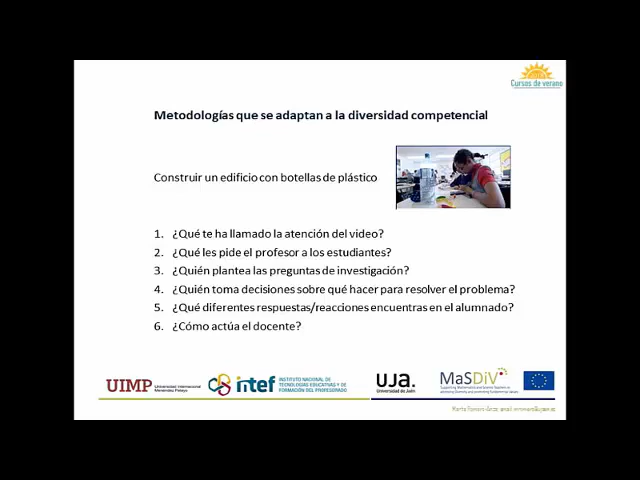 Cursos de verano
Metodologías que se adaptan a la diversidad competencial
Construir un edificio con botellas de plástico
1. ¿Qué te ha llamado la atención del video?
2. ¿Qué les pide el profesor a los estudiantes?
3. ¿Quién plantea las preguntas de investigación?
4. ¿Quién toma decisiones sobre qué hacer para resolver el problema?
5. ¿Qué diferentes respuestas/reacciones encuentras en el alumnado?
6. ¿Cómo actúa el docente?
UIMP Universidad Internacional
Menéndez Pelayo
intef INSTITUTO NACIONAL DE
TECNOLOGÍAS EDUCATIVAS Y DE
FORMACIÓN DEL PROFESORADO
uja.
Universidad de Jaén
MaSDiV